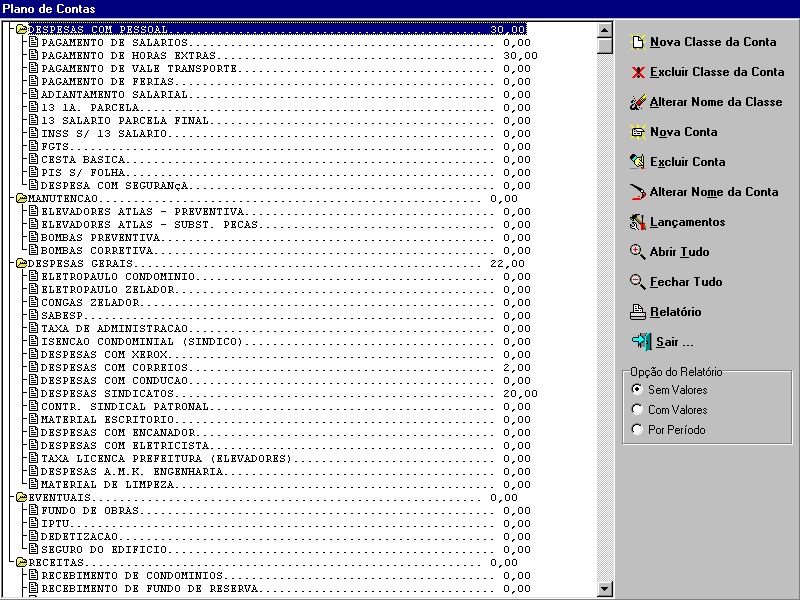 Plano de Contas
DESPESAS COM PESSOAL............................................... 30,00
PAGAMENTO DE SALARIOS............................................. 0,00
PAGAMENTO DE HORAS EXTRAS......................................... 30,00
PAGAMENTO DE VALE TRANSPORTE...................................... 0,00
PAGAMENTO DE FERIAS............................................... 0,00
ADIANTAMENTO SALARIAL............................................. 0,00
13 1A. PARCELA.................................................... 0,00
13 SALARIO PARCELA FINAL.......................................... 0,00
INSS S/ 13 SALARIO................................................ 0,00
FGTS.............................................................. 0,00
CESTA BASICA...................................................... 0,00
PIS S/ FOLHA...................................................... 0,00
DESPESA COM SEGURANçA............................................. 0,00
MANUTENCAO........................................................ 0,00
ELEVADORES ATLAS - PREVENTIVA..................................... 0,00
ELEVADORES ATLAS - SUBST. PECAS................................... 0,00
BOMBAS PREVENTIVA................................................. 0,00
BOMBAS CORRETIVA.................................................. 0,00
DESPESAS GERAIS................................................... 22,00
ELETROPAULO CONDOMINIO............................................ 0,00
ELETROPAULO ZELADOR............................................... 0,00
CONGAS ZELADOR.................................................... 0,00
SABESP............................................................ 0,00
TAXA DE ADMINISTRACAO............................................. 0,00
ISENCAO CONDOMINIAL (SINDICO)..................................... 0,00
DESPESAS COM XEROX................................................ 0,00
DESPESAS COM CORREIOS............................................. 2,00
DESPESAS COM CONDUCAO............................................. 0,00
DESPESAS SINDICATOS............................................... 20,00
CONTR. SINDICAL PATRONAL.......................................... 0,00
MATERIAL ESCRITORIO............................................... 0,00
DESPESAS COM ENCANADOR............................................ 0,00
DESPESAS COM ELETRICISTA.......................................... 0,00
TAXA LICENCA PREFEITURA (ELEVADORES).............................. 0,00
DESPESAS A.M.K. ENGENHARIA........................................ 0,00
MATERIAL DE LIMPEZA............................................... 0,00
EVENTUAIS......................................................... 0,00
FUNDO DE OBRAS.................................................... 0,00
IPTU.............................................................. 0,00
DEDETIZACAO....................................................... 0,00
SEGURO DO EDIFICIO................................................ 0,00
RECEITAS.......................................................... 0,00
RECEBIMENTO DE CONDOMINIOS........................................ 0,00
RECEBIMENTO DE FUNDO DE RESERVA................................... 0,00
Nova Classe da Conta
Excluir Classe da Conta
Alterar Nome da Classe
Nova Conta
Excluir Conta
Alterar Nome da Conta
Lançamentos
Abrir Tudo
Fechar Tudo
Relatório
Sair ...
Opção do Relatório
Sem Valores
Com Valores
Por Período